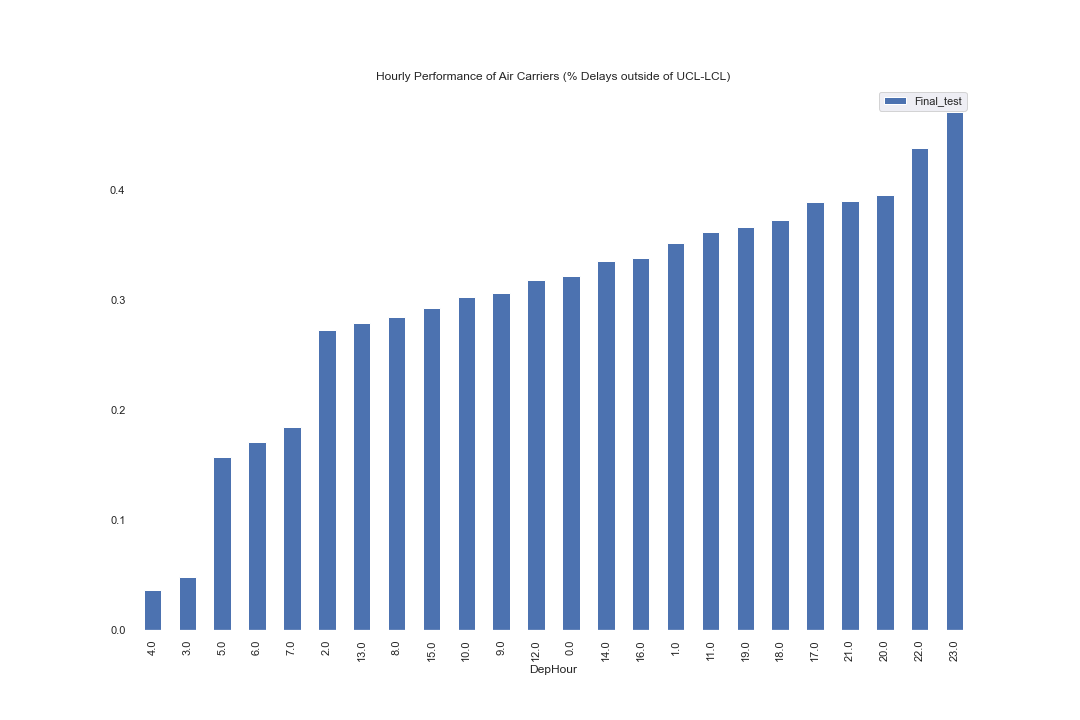 Hourly Performance of Air Carriers (% Delays outside of UCL-LCL)
Final_test
0.4
0.3
0.2
0.1
0.0
4.0 3.0 5.0 6.0 7.0 2.0 13.0 8.0 15.0 10.0 9.0 12.0 0.0 14.0 16.0 1.0 11.0 19.0 18.0 17.0 21.0 20.0 22.0 23.0
DepHour